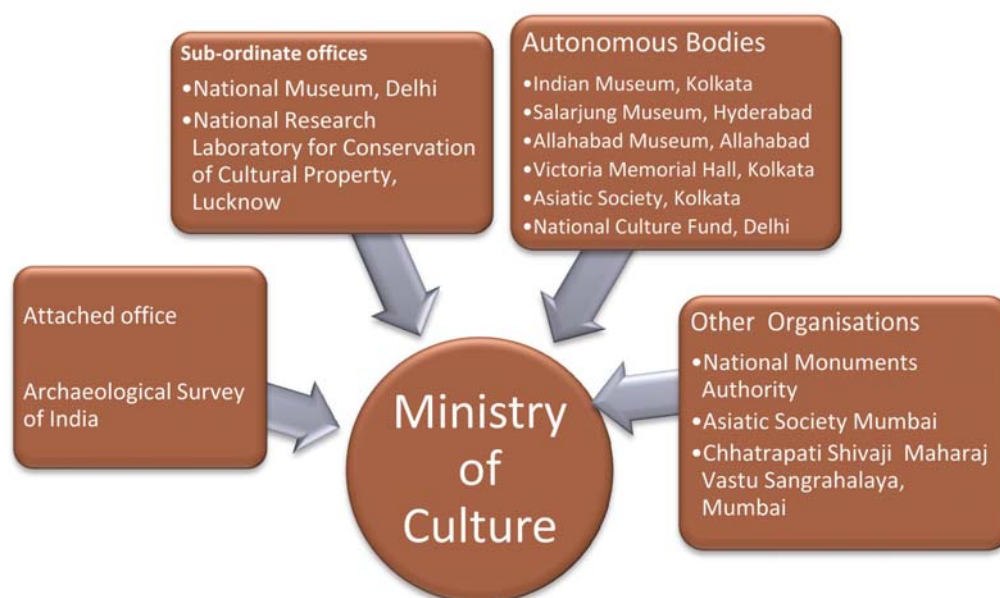 Sub-ordinate offices
•National Museum, Delhi
•National Research
Laboratory for Conservation
of Cultural Property,
Lucknow
Autonomous Bodies
•Indian Museum, Kolkata
•Salarjung Museum, Hyderabad
•Allahabad Museum, Allahabad
•Victoria Memorial Hall, Kolkata
•Asiatic Society, Kolkata
•National Culture Fund, Delhi
Attached office
Archaeological Survey
of India
Ministry
of
Culture
Other Organisations
•National Monuments
Authority
•Asiatic Society Mumbai
•Chhatrapati Shivaji Maharaj
Vastu Sangrahalaya,
Mumbai